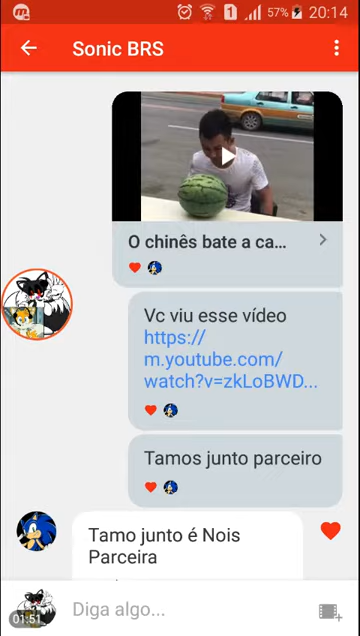 57% 20:14
Sonic BRS
O chinês bate a ca...
Vc viu esse vídeo
https://
m.youtube.com/
watch?v=zkLoBWD...
Tamos junto parceiro
Tamo junto é Nois
Parceira
01:51
Diga algo...